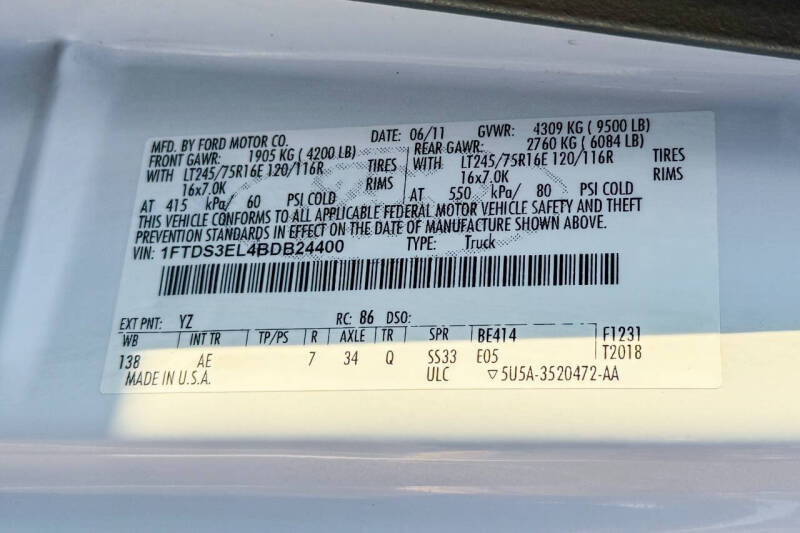 MFD. BY FORD MOTOR CO. DATE: 06/11 GVWR: 4309 KG ( 9500 LB)
FRONT GAWR: 1905 KG ( 4200 LB) REAR GAWR: 2760 KG ( 6084 LB)
WITH LT245/75R16E 120/116R TIRES WITH LT245/75R16E 120/116R TIRES
16x7.0K RIMS 16x7.0K RIMS
AT 415 kPa/ 60 PSI COLD AT 550 kPa/ 80 PSI COLD
THIS VEHICLE CONFORMS TO ALL APPLICABLE FEDERAL MOTOR VEHICLE SAFETY AND THEFT
PREVENTION STANDARDS IN EFFECT ON THE DATE OF MANUFACTURE SHOWN ABOVE.
VIN: 1FTDS3EL4BDB24400 TYPE: Truck
EXT PNT: YZ RC: 86 DSO:
WB INT TR TP/PS R AXLE TR SPR BE414 F1231
138 AE 7 34 Q SS33 E05 T2018
MADE IN U.S.A. ULC ▽5U5A-3520472-AA